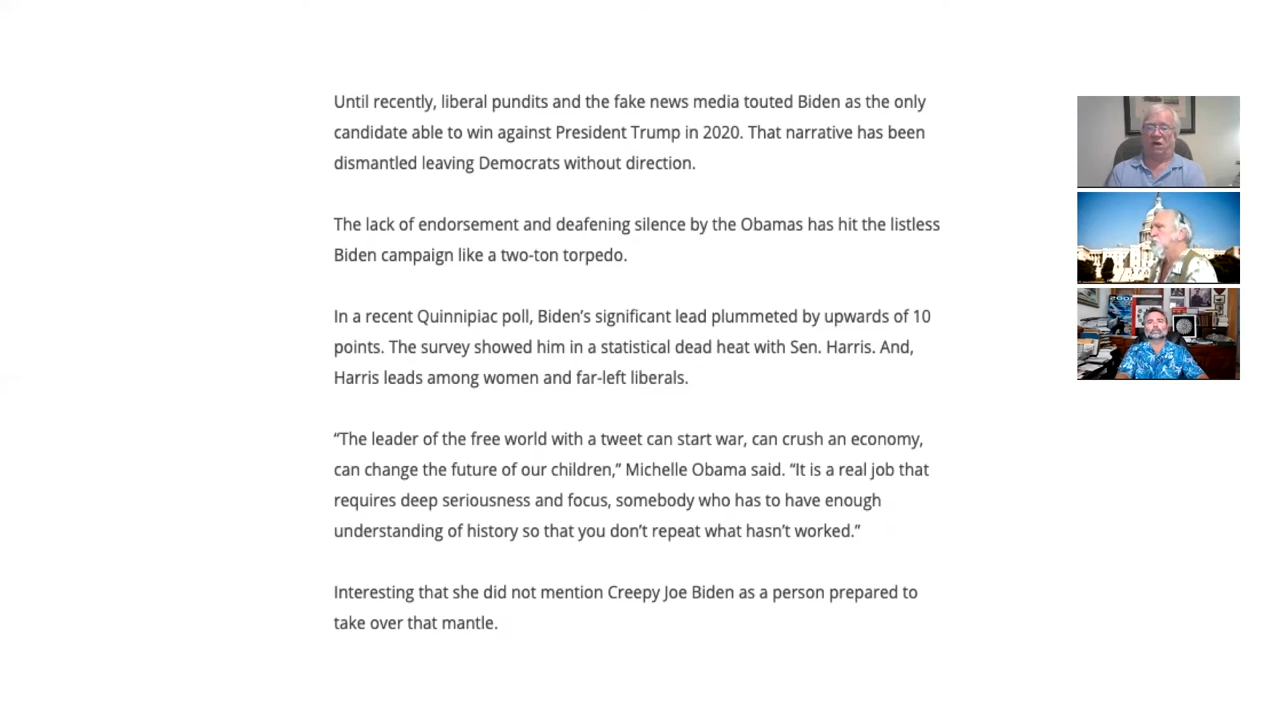 Until recently, liberal pundits and the fake news media touted Biden as the only
candidate able to win against President Trump in 2020. That narrative has been
dismantled leaving Democrats without direction.
The lack of endorsement and deafening silence by the Obamas has hit the listless
Biden campaign like a two-ton torpedo.
In a recent Quinnipiac poll, Biden’s significant lead plummeted by upwards of 10
points. The survey showed him in a statistical dead heat with Sen. Harris. And,
Harris leads among women and far-left liberals.
“The leader of the free world with a tweet can start war, can crush an economy,
can change the future of our children,” Michelle Obama said. “It is a real job that
requires deep seriousness and focus, somebody who has to have enough
understanding of history so that you don’t repeat what hasn’t worked.”
Interesting that she did not mention Creepy Joe Biden as a person prepared to
take over that mantle.